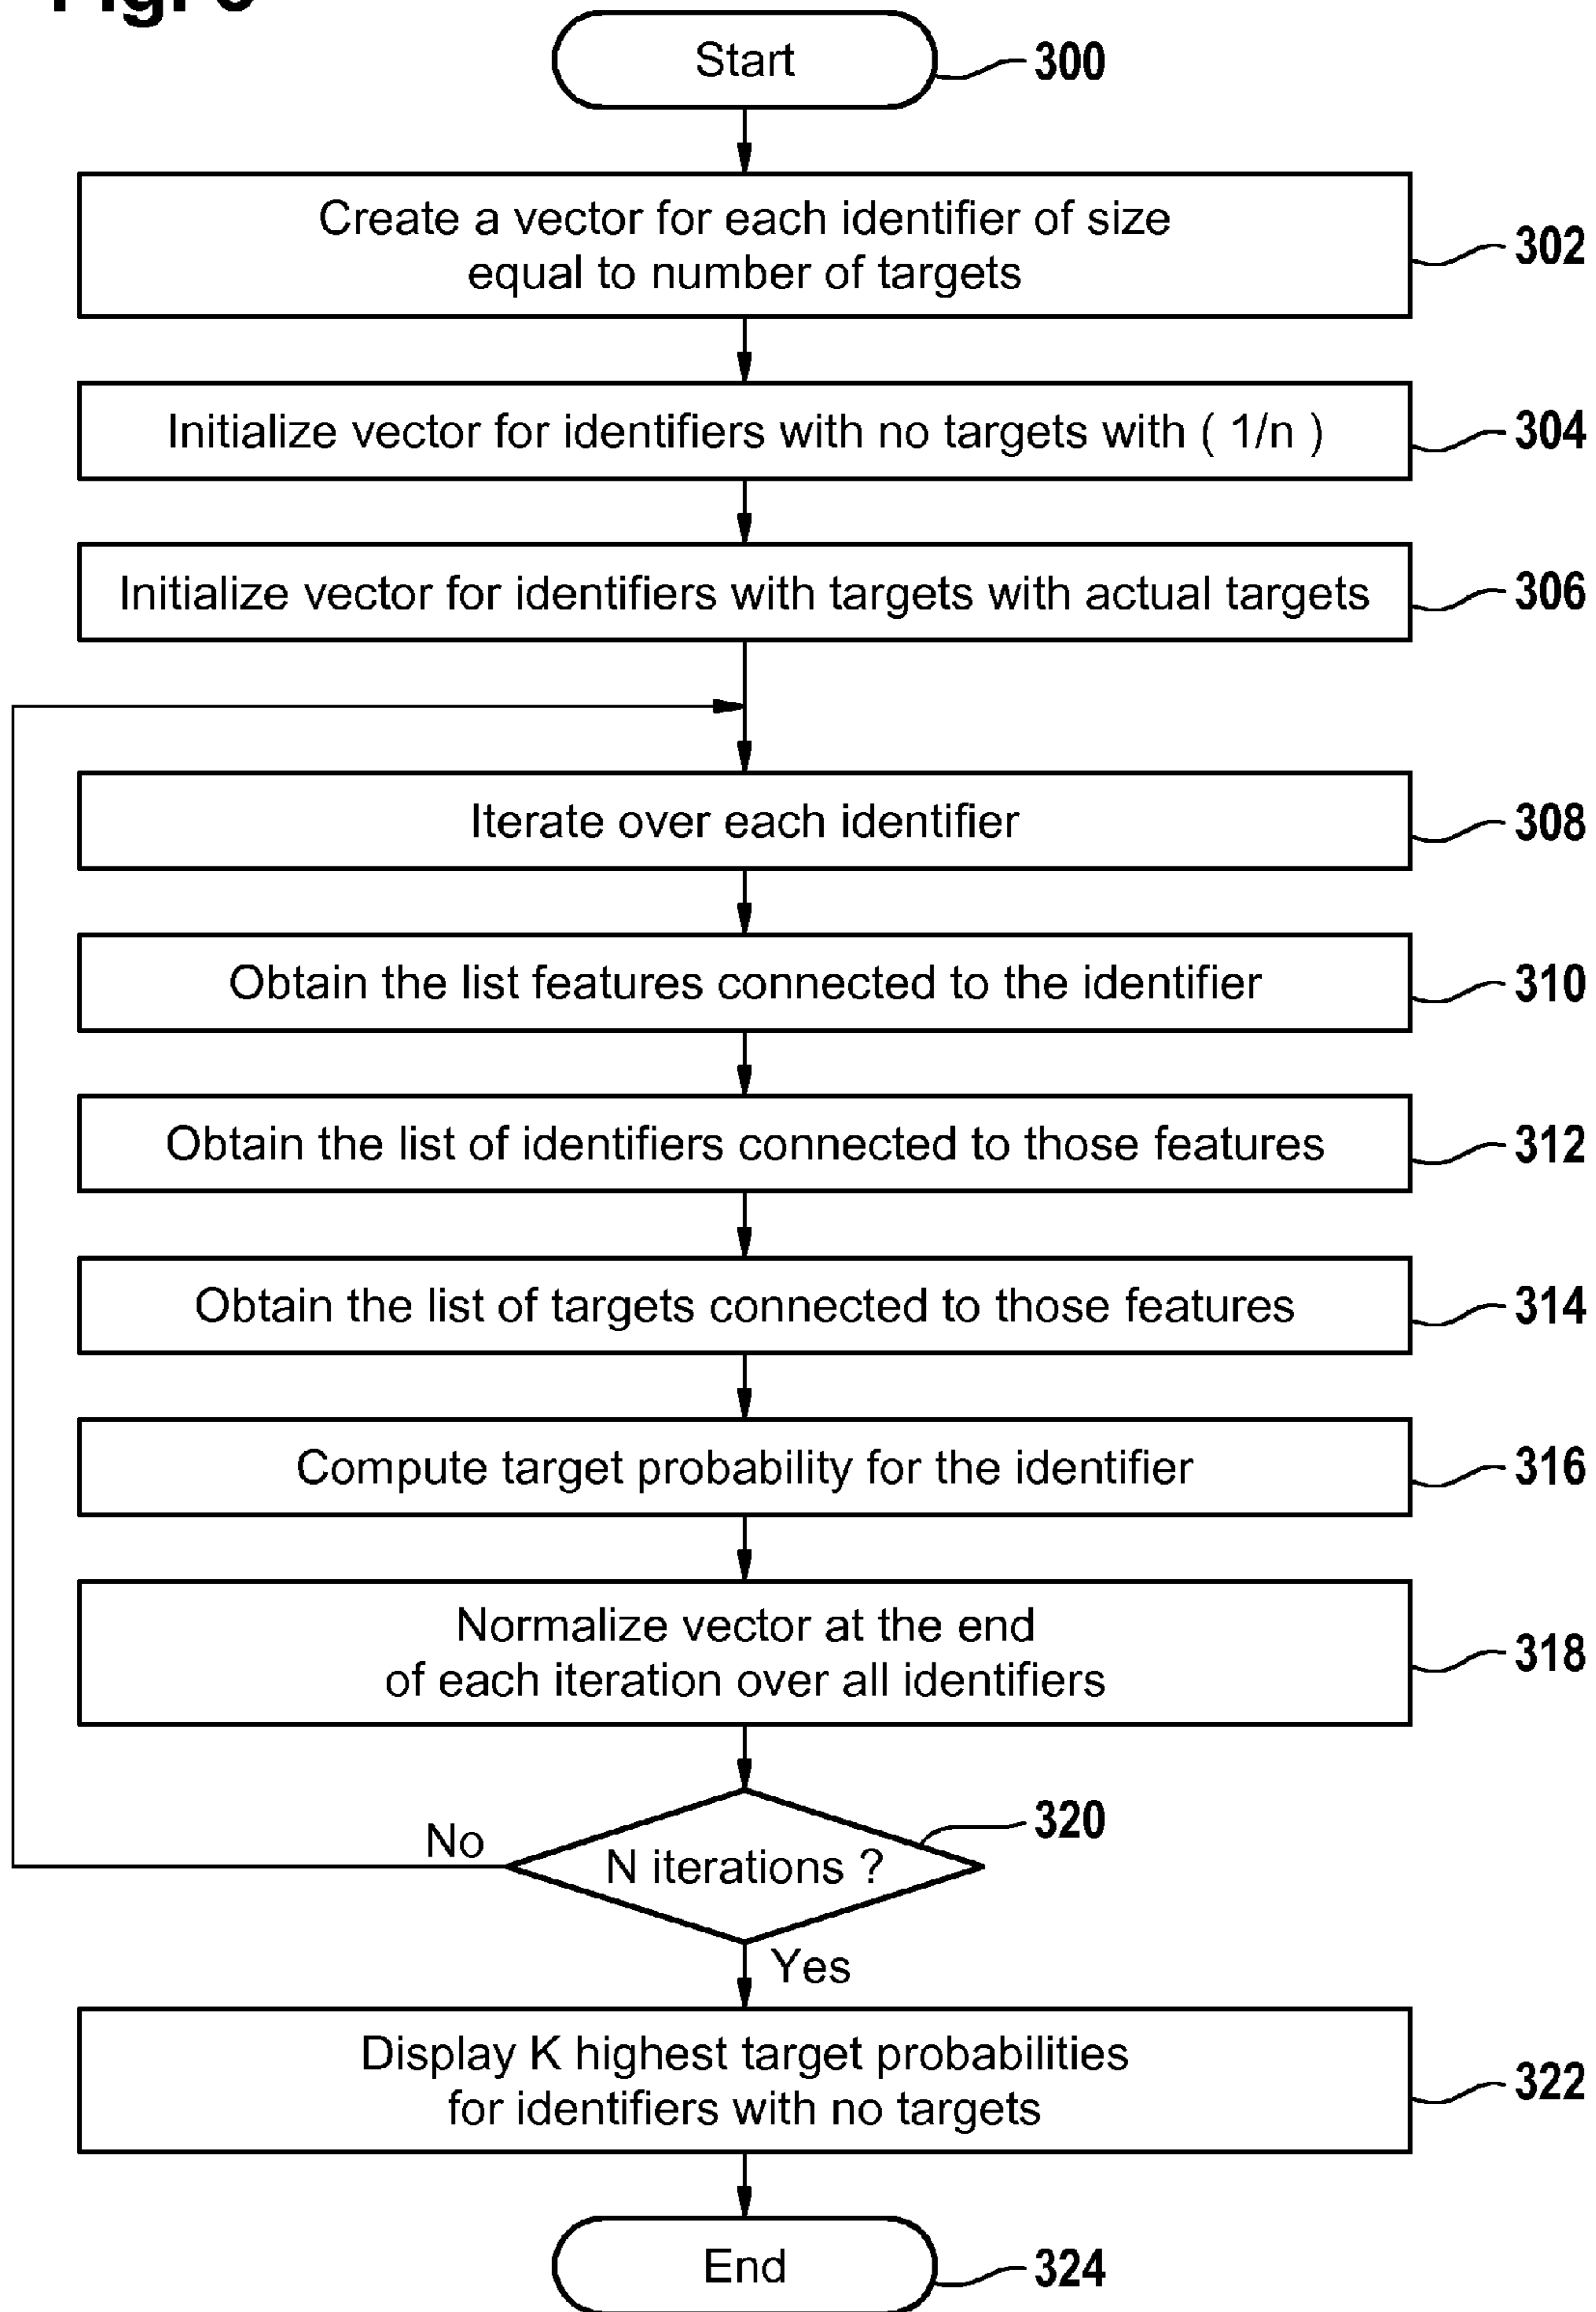 Start
300
Create a vector for each identifier of size
equal to number of targets
302
Initialize vector for identifiers with no targets with ( 1/n )
304
Initialize vector for identifiers with targets with actual targets
306
Iterate over each identifier
308
Obtain the list features connected to the identifier
310
Obtain the list of identifiers connected to those features
312
Obtain the list of targets connected to those features
314
Compute target probability for the identifier
316
Normalize vector at the end
of each iteration over all identifiers
318
No
N iterations ?
320
Yes
Display K highest target probabilities
for identifiers with no targets
322
End
324